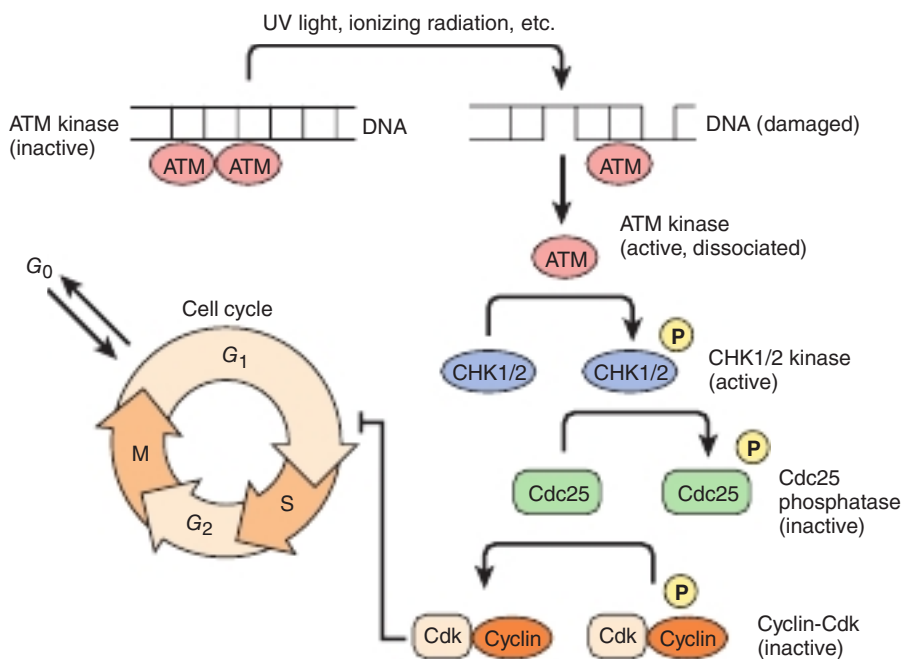 UV light, ionizing radiation, etc.
ATM kinase
(inactive)
DNA
ATM
ATM
DNA (damaged)
ATM
ATM kinase
(active, dissociated)
ATM
G0
Cell cycle
G1
M
S
G2
CHK1/2
CHK1/2
P
CHK1/2 kinase
(active)
Cdc25
Cdc25
P
Cdc25
phosphatase
(inactive)
Cdk
Cyclin
Cdk
Cyclin
P
Cyclin-Cdk
(inactive)